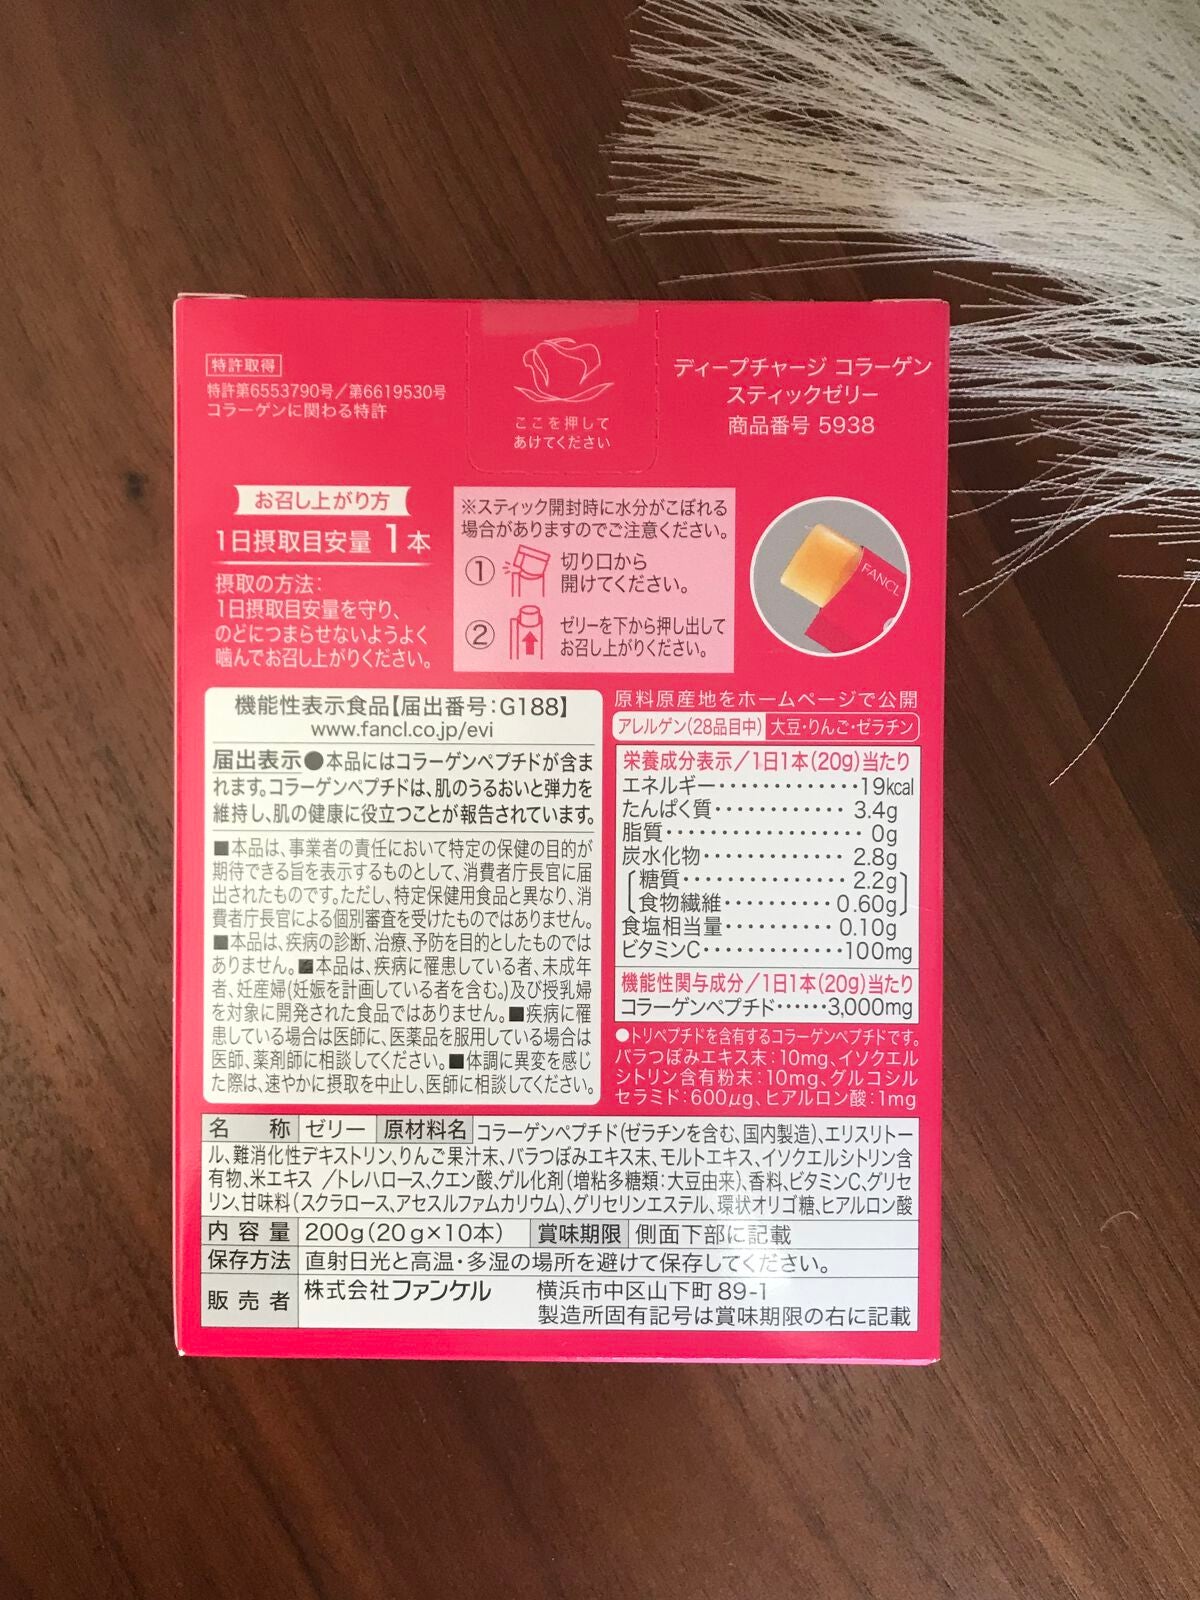 特許取得
特許第6553790号／第6619530号
コラーゲンに関わる特許
ここを押して
あけてください
ディープチャージ コラーゲン
スティックゼリー
商品番号 5938
お召し上がり方
1日摂取目安量 1本
摂取の方法：
1日摂取目安量を守り、
のどにつまらせないようよく
噛んでお召し上がりください。
※スティック開封時に水分がこぼれる
場合がありますのでご注意ください。
① 切り口から
開けてください。
② ゼリーを下から押し出して
お召し上がりください。
FANCL
機能性表示食品【届出番号：G188】
www.fancl.co.jp/evi
届出表示●本品にはコラーゲンペプチドが含ま
れます。コラーゲンペプチドは、肌のうるおいと弾力を
維持し、肌の健康に役立つことが報告されています。
■本品は、事業者の責任において特定の保健の目的が
期待できる旨を表示するものとして、消費者庁長官に届
出されたものです。ただし、特定保健用食品と異なり、消
費者庁長官による個別審査を受けたものではありません。
■本品は、疾病の診断、治療、予防を目的としたものでは
ありません。■本品は、疾病に罹患している者、未成年
者、妊産婦(妊娠を計画している者を含む。)及び授乳婦
を対象に開発された食品ではありません。■疾病に罹
患している場合は医師に、医薬品を服用している場合は
医師、薬剤師に相談してください。■体調に異変を感じ
た際は、速やかに摂取を中止し、医師に相談してください。
原料原産地をホームページで公開
アレルゲン(28品目中) 大豆・りんご・ゼラチン
栄養成分表示／1日1本(20g)当たり
エネルギー・・・・・・・・・・・・・19kcal
たんぱく質・・・・・・・・・・・・3.4g
脂質・・・・・・・・・・・・・・・・・・0g
炭水化物・・・・・・・・・・・・・2.8g
糖質・・・・・・・・・・・・・・・2.2g
食物繊維・・・・・・・・・・0.60g
食塩相当量・・・・・・・・・・・0.10g
ビタミンC・・・・・・・・・・・・・100mg
機能性関与成分／1日1本(20g)当たり
コラーゲンペプチド・・・・・・3,000mg
●トリペプチドを含有するコラーゲンペプチドです。
バラつぼみエキス末：10mg、イソクエル
シトリン含有粉末：10mg、グルコシル
セラミド：600μg、ヒアルロン酸：1mg
名称 ゼリー 原材料名 コラーゲンペプチド(ゼラチンを含む、国内製造)、エリスリトー
ル、難消化性デキストリン、りんご果汁末、バラつぼみエキス末、モルトエキス、イソクエルシトリン含
有物、米エキス ／トレハロース、クエン酸、ゲル化剤(増粘多糖類：大豆由来)、香料、ビタミンC、グリセ
リン、甘味料(スクラロース、アセスルファムカリウム)、グリセリンエステル、環状オリゴ糖、ヒアルロン酸
内容量 200g(20g×10本) 賞味期限 側面下部に記載
保存方法 直射日光と高温・多湿の場所を避けて保存してください。
販売者 株式会社ファンケル 横浜市中区山下町89-1
製造所固有記号は賞味期限の右に記載